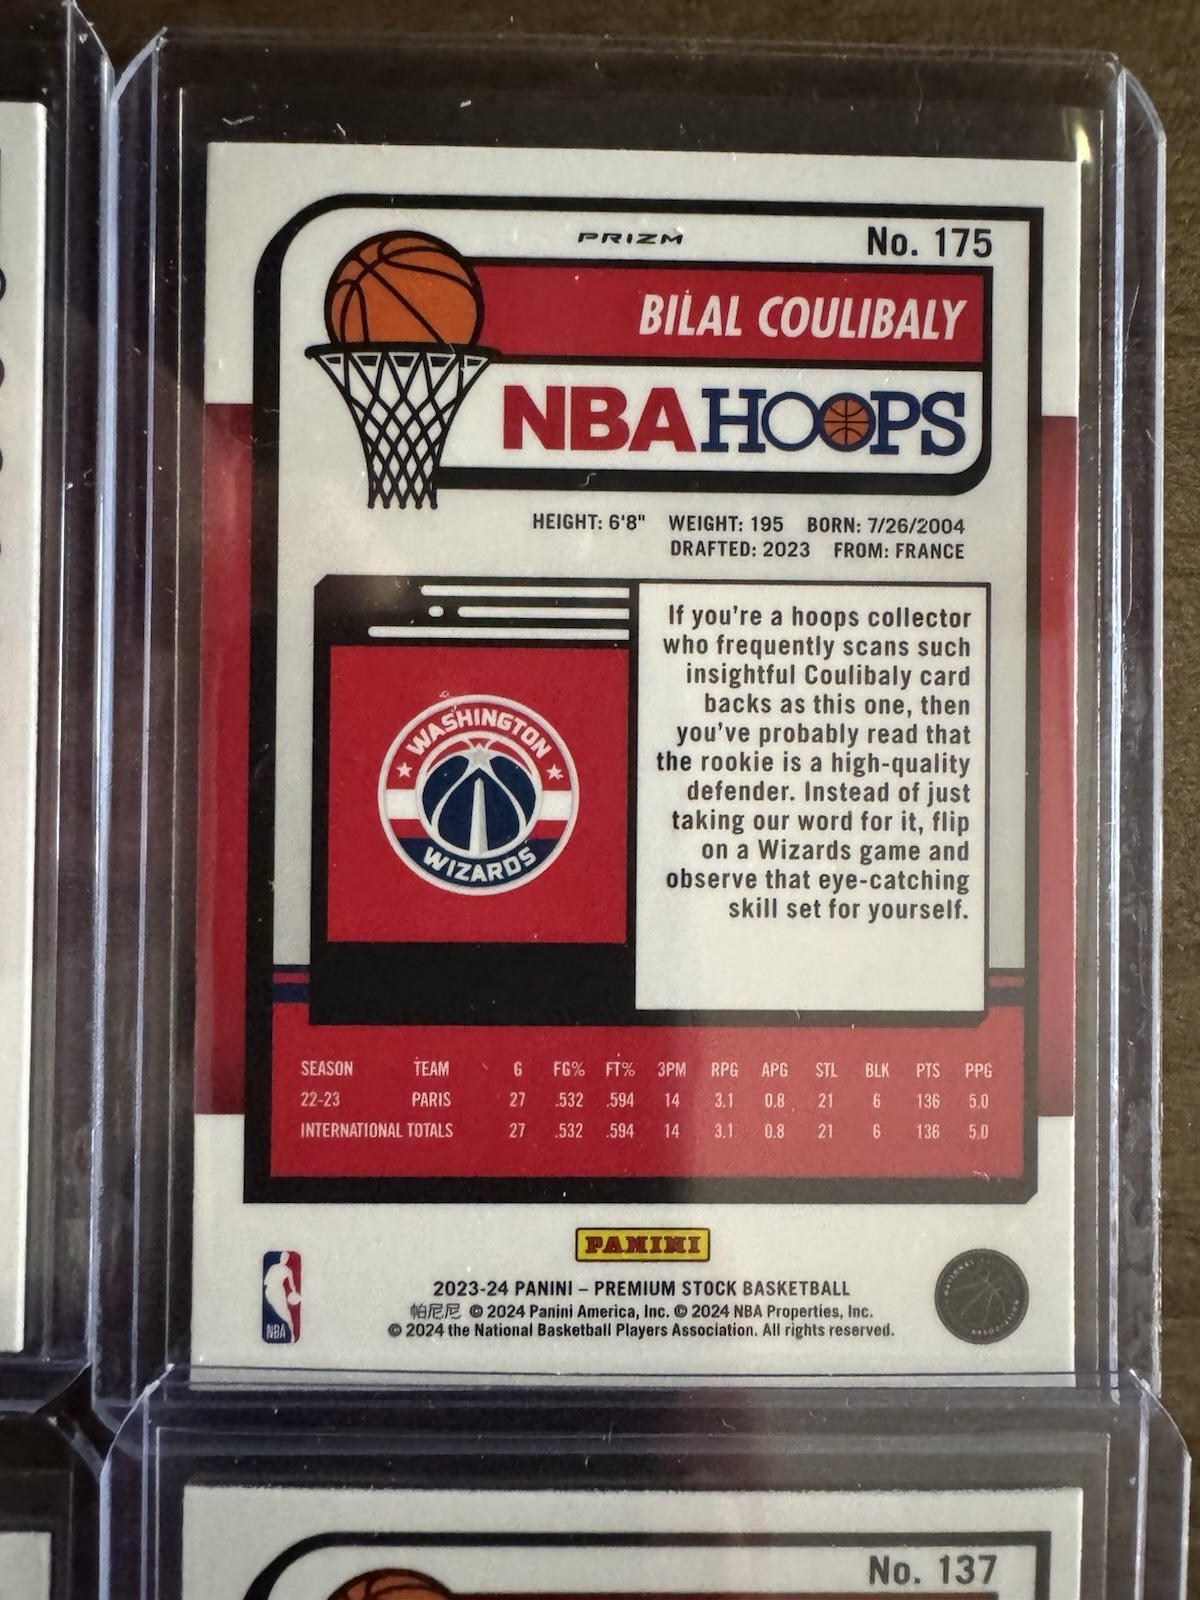 PRIZM
No. 175
BILAL COULIBALY
NBA HOOPS
HEIGHT: 6'8" WEIGHT: 195 BORN: 7/26/2004
DRAFTED: 2023 FROM: FRANCE
If you're a hoops collector
who frequently scans such
insightful Coulibaly card
backs as this one, then
you've probably read that
the rookie is a high-quality
defender. Instead of just
taking our word for it, flip
on a Wizards game and
observe that eye-catching
skill set for yourself.
WASHINGTON
WIZARDS
SEASON TEAM G FG% FT% 3PM RPG APG STL BLK PTS PPG
22-23 PARIS 27 .532 .594 14 3.1 0.8 21 6 136 5.0
INTERNATIONAL TOTALS 27 .532 .594 14 3.1 0.8 21 6 136 5.0
PANINI
2023-24 PANINI – PREMIUM STOCK BASKETBALL
帕尼尼 © 2024 Panini America, Inc. © 2024 NBA Properties, Inc.
© 2024 the National Basketball Players Association. All rights reserved.
NBA
No. 137